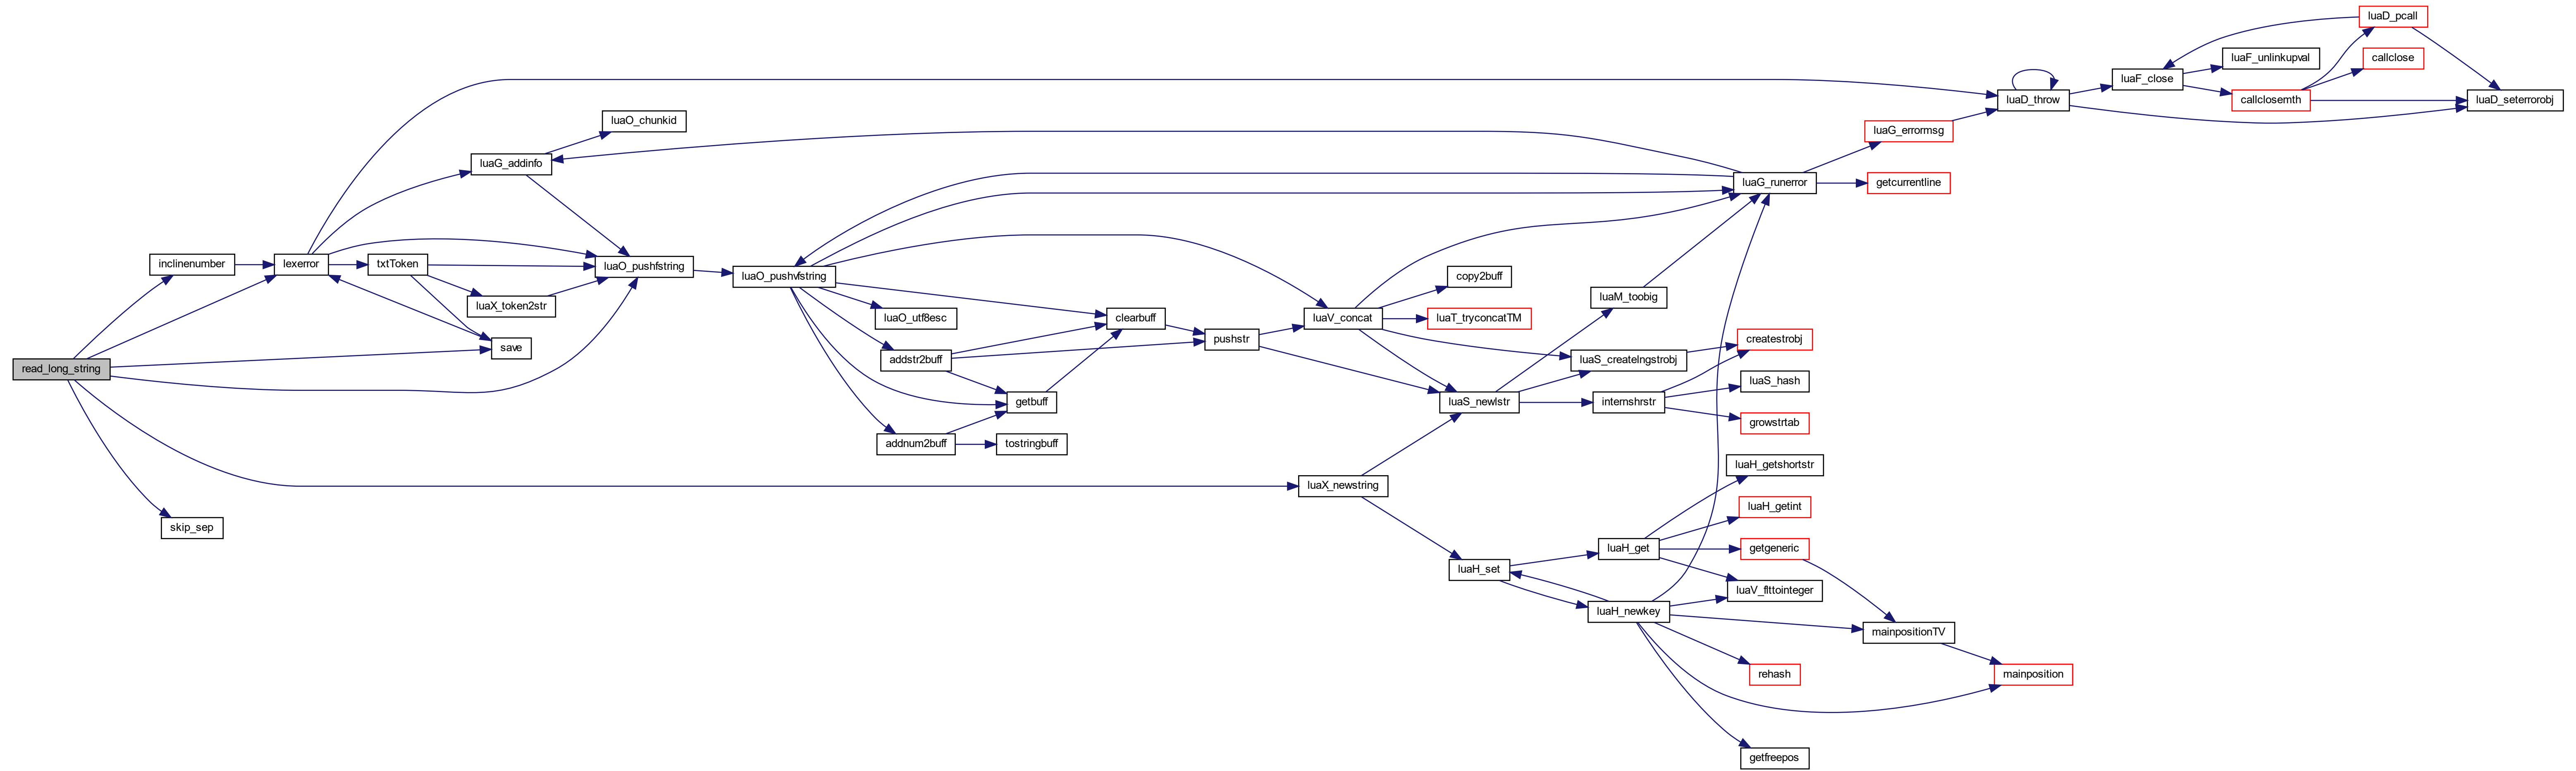 read_long_string
inclinenumber
skip_sep
lexerror
txtToken
luaG_addinfo
luaX_token2str
save
luaO_chunkid
luaO_pushfstring
luaO_pushvfstring
luaO_utf8esc
addstr2buff
addnum2buff
clearbuff
getbuff
tostringbuff
pushstr
luaX_newstring
luaV_concat
copy2buff
luaT_tryconcatTM
luaS_newlstr
luaH_set
luaM_toobig
luaS_createlngstrobj
internshrstr
luaH_get
luaH_newkey
luaG_runerror
createstrobj
luaS_hash
growstrtab
luaH_getshortstr
luaH_getint
getgeneric
luaV_flttointeger
rehash
getfreepos
luaG_errormsg
getcurrentline
mainpositionTV
mainposition
luaD_throw
luaF_close
luaF_unlinkupval
callclosemth
luaD_pcall
callclose
luaD_seterrorobj